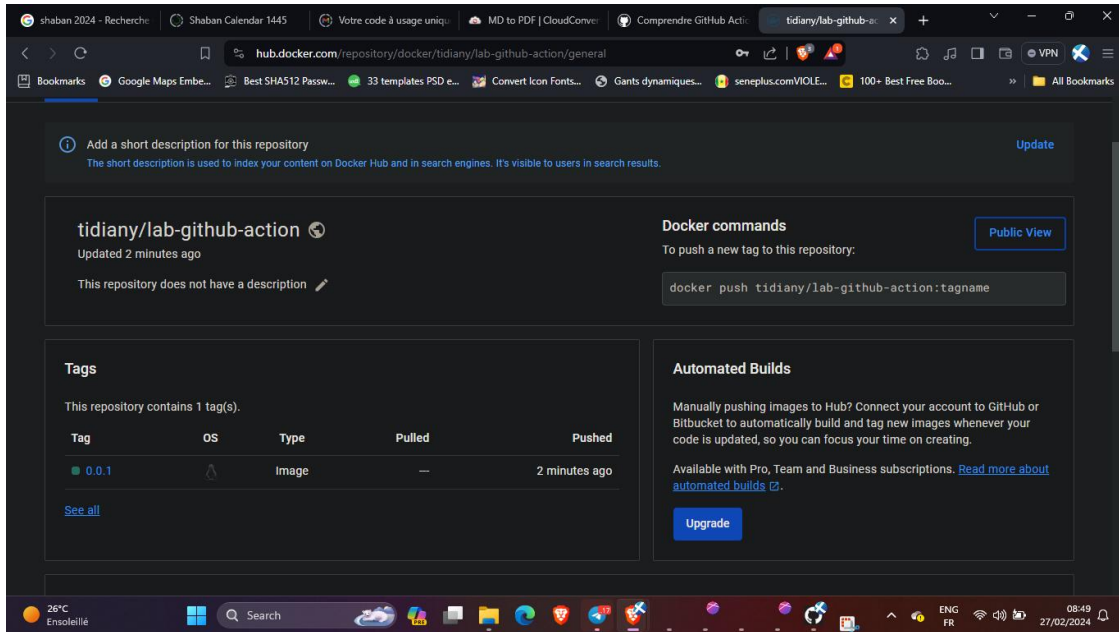 shaban 2024 - Recherche
Shaban Calendar 1445
Votre code à usage uniqu
MD to PDF | CloudConver
Comprendre GitHub Actic
tidiany/lab-github-ac
hub.docker.com/repository/docker/tidiany/lab-github-action/general
VPN
Bookmarks
Google Maps Embe...
Best SHA512 Passw...
33 templates PSD e...
Convert Icon Fonts...
Gants dynamiques...
seneplus.comVIOLE...
100+ Best Free Boo...
All Bookmarks
Add a short description for this repository
Update
The short description is used to index your content on Docker Hub and in search engines. It's visible to users in search results.
tidiany/lab-github-action
Updated 2 minutes ago
This repository does not have a description
Docker commands
Public View
To push a new tag to this repository:
docker push tidiany/lab-github-action:tagname
Tags
This repository contains 1 tag(s).
Tag OS Type Pulled Pushed
0.0.1 Image --- 2 minutes ago
See all
Automated Builds
Manually pushing images to Hub? Connect your account to GitHub or
Bitbucket to automatically build and tag new images whenever your
code is updated, so you can focus your time on creating.
Available with Pro, Team and Business subscriptions. Read more about
automated builds.
Upgrade
26°C
Ensoleillé
Search
PRE
17
ENG
FR
08:49
27/02/2024